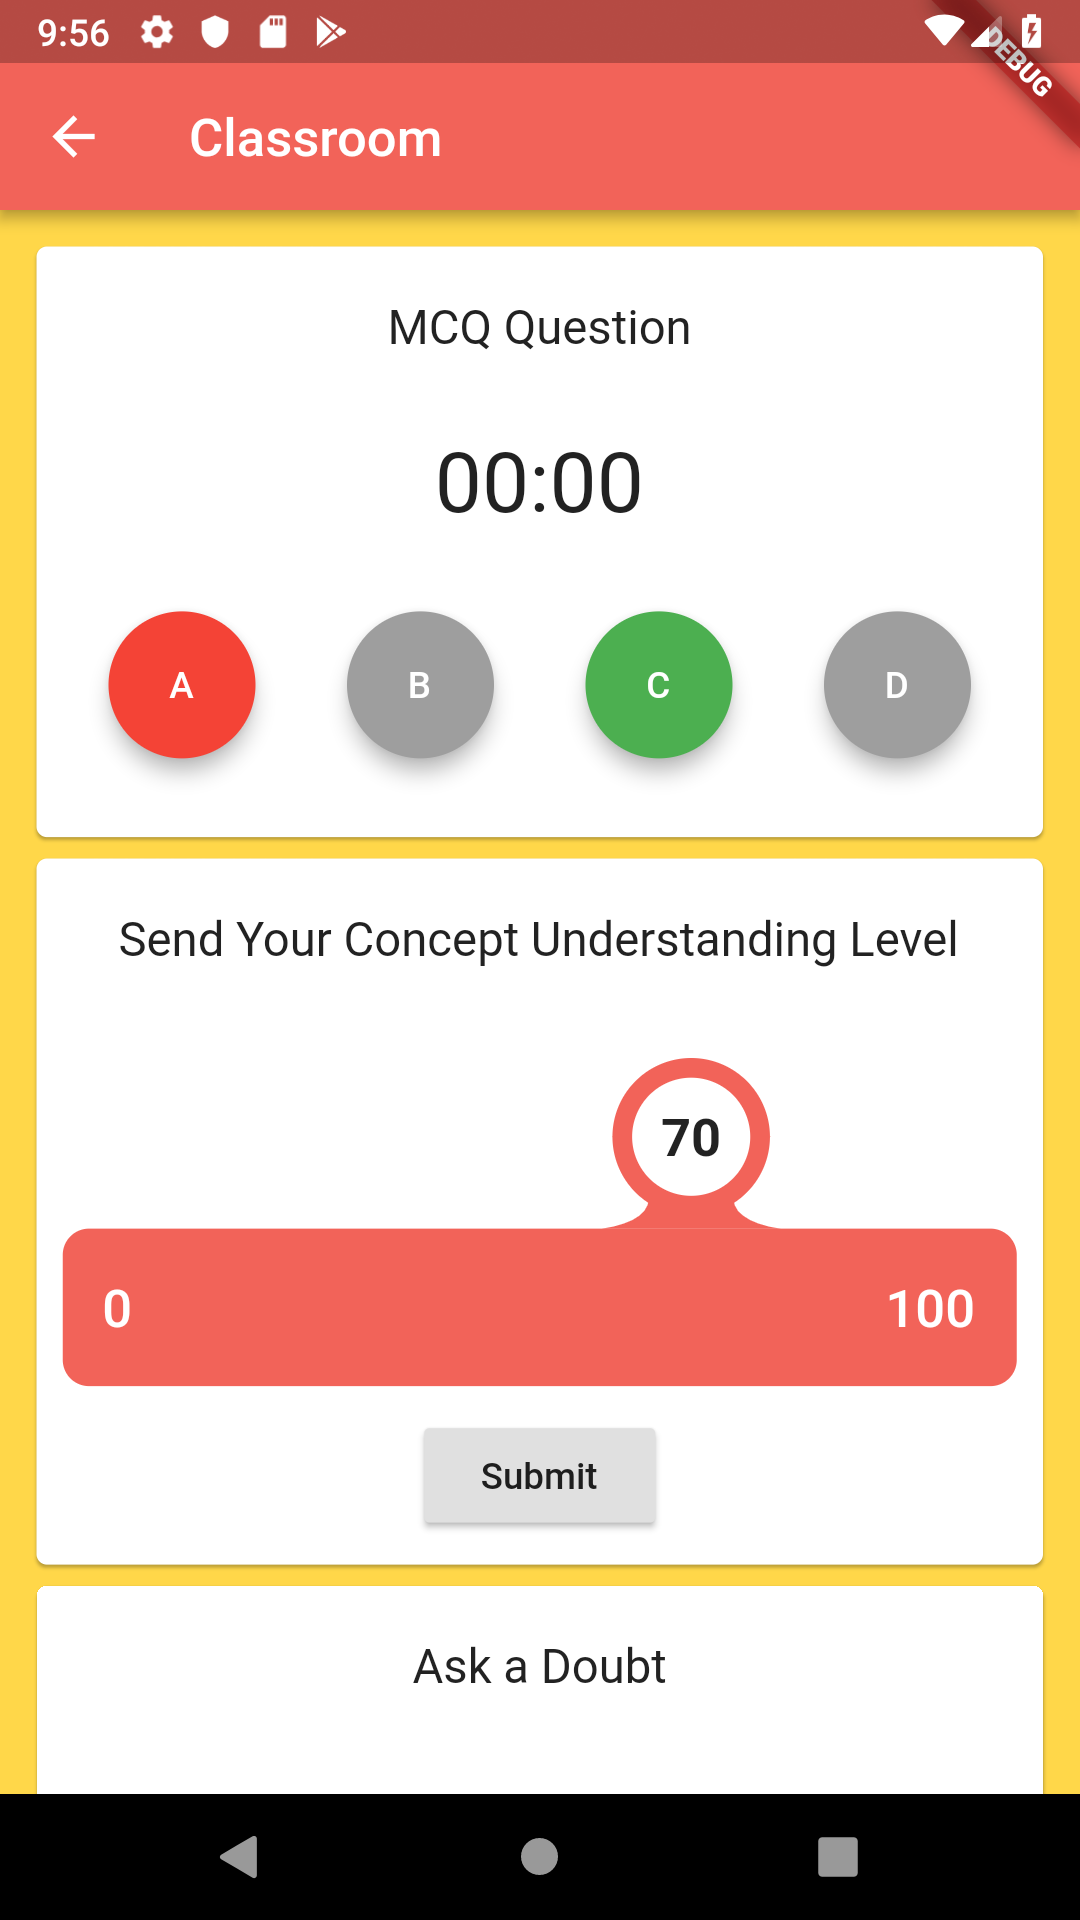 9:56
DEBUG
Classroom
MCQ Question
00:00
A B C D
Send Your Concept Understanding Level
70
0 100
Submit
Ask a Doubt